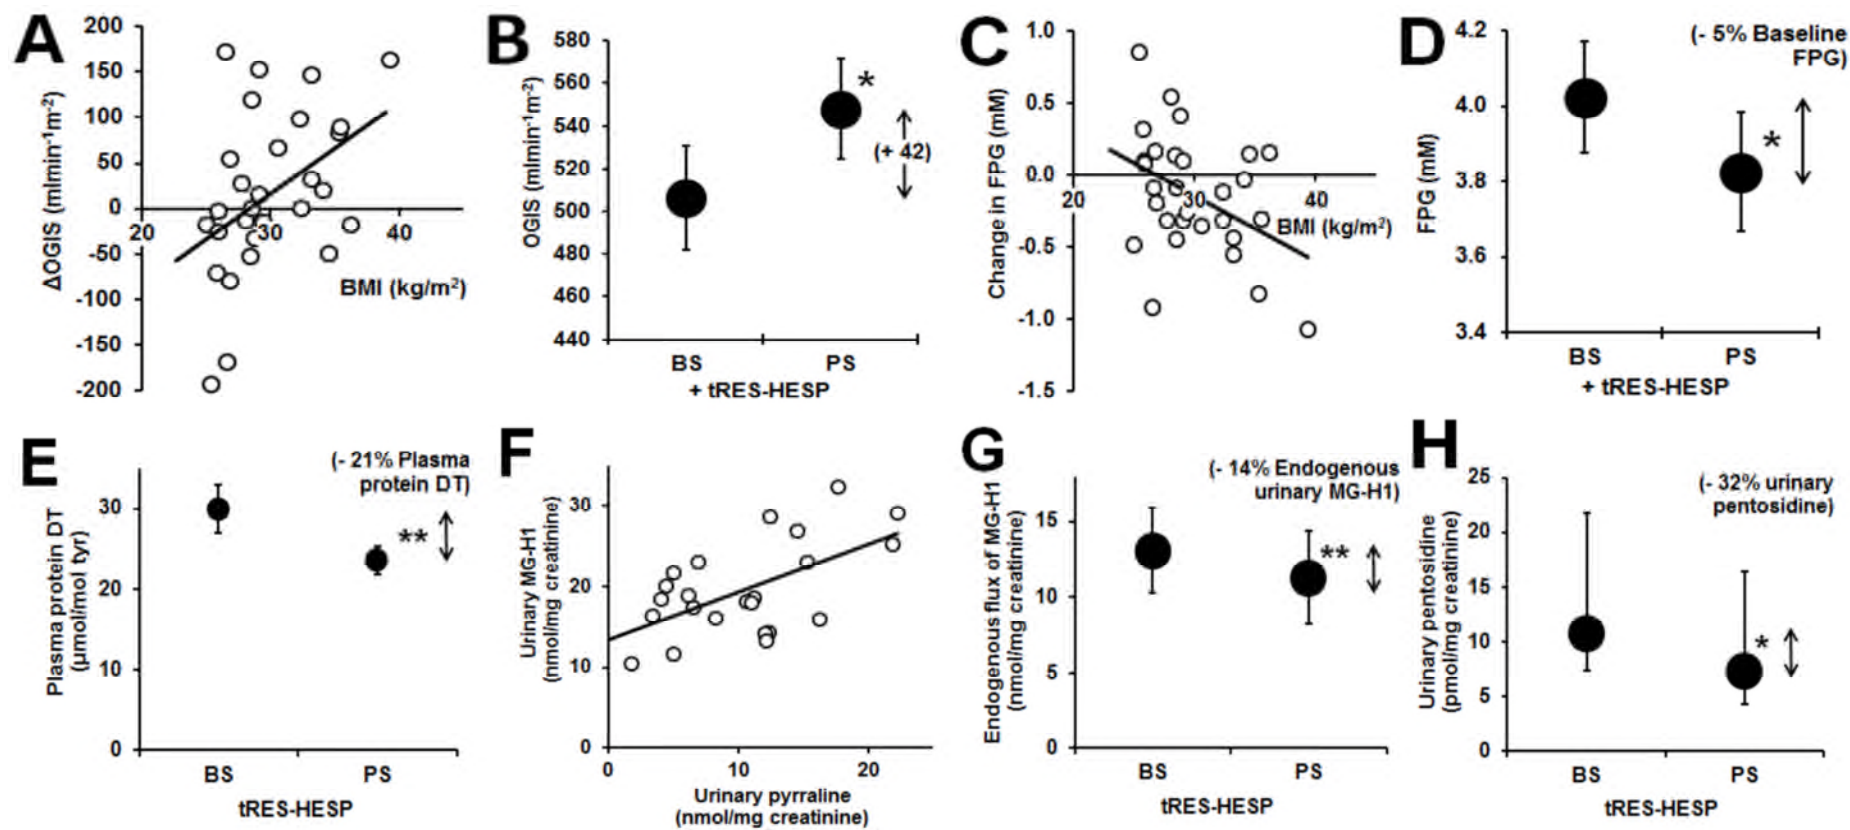 A
200
150
100
50
0
-50
-100
-150
-200
20
30
40
ΔOGIS (mlmin⁻¹m⁻²)
BMI (kg/m²)
B
580
560
540
520
500
480
460
440
OGIS (mlmin⁻¹m⁻²)
*
(+ 42)
BS
PS
+ tRES-HESP
C
1.0
0.5
0.0
-0.5
-1.0
-1.5
20
30
40
Change in FPG (mM)
BMI (kg/m²)
D
4.2
4.0
3.8
3.6
3.4
FPG (mM)
(- 5% Baseline
FPG)
*
BS
PS
+ tRES-HESP
E
30
20
10
0
Plasma protein DT
(µmol/mol tyr)
(- 21% Plasma
protein DT)
**
BS
PS
tRES-HESP
F
30
20
10
0
Urinary MG-H1
(nmol/mg creatinine)
0
10
20
Urinary pyrraline
(nmol/mg creatinine)
G
15
10
5
0
Endogenous flux of MG-H1
(nmol/mg creatinine)
(- 14% Endogenous
urinary MG-H1)
**
BS
PS
tRES-HESP
H
25
20
15
10
5
0
Urinary pentosidine
(pmol/mg creatinine)
(- 32% urinary
pentosidine)
*
BS
PS
tRES-HESP